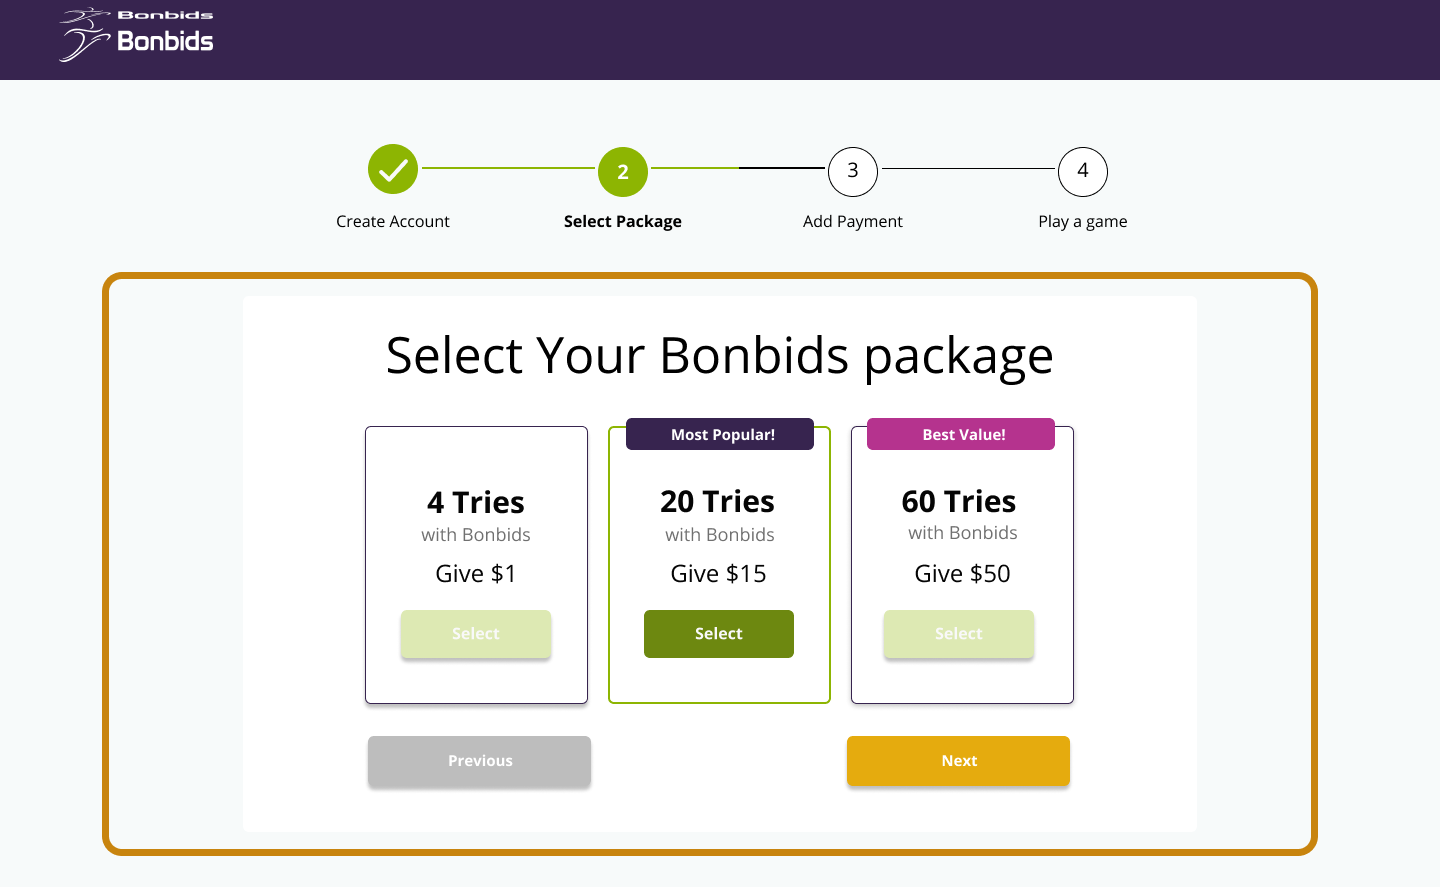 Bonbids
Bonbids
2
3
4
Create Account
Select Package
Add Payment
Play a game
Select Your Bonbids package
Most Popular!
Best Value!
4 Tries
20 Tries
60 Tries
with Bonbids
with Bonbids
with Bonbids
Give $1
Give $15
Give $50
Select
Select
Select
Previous
Next